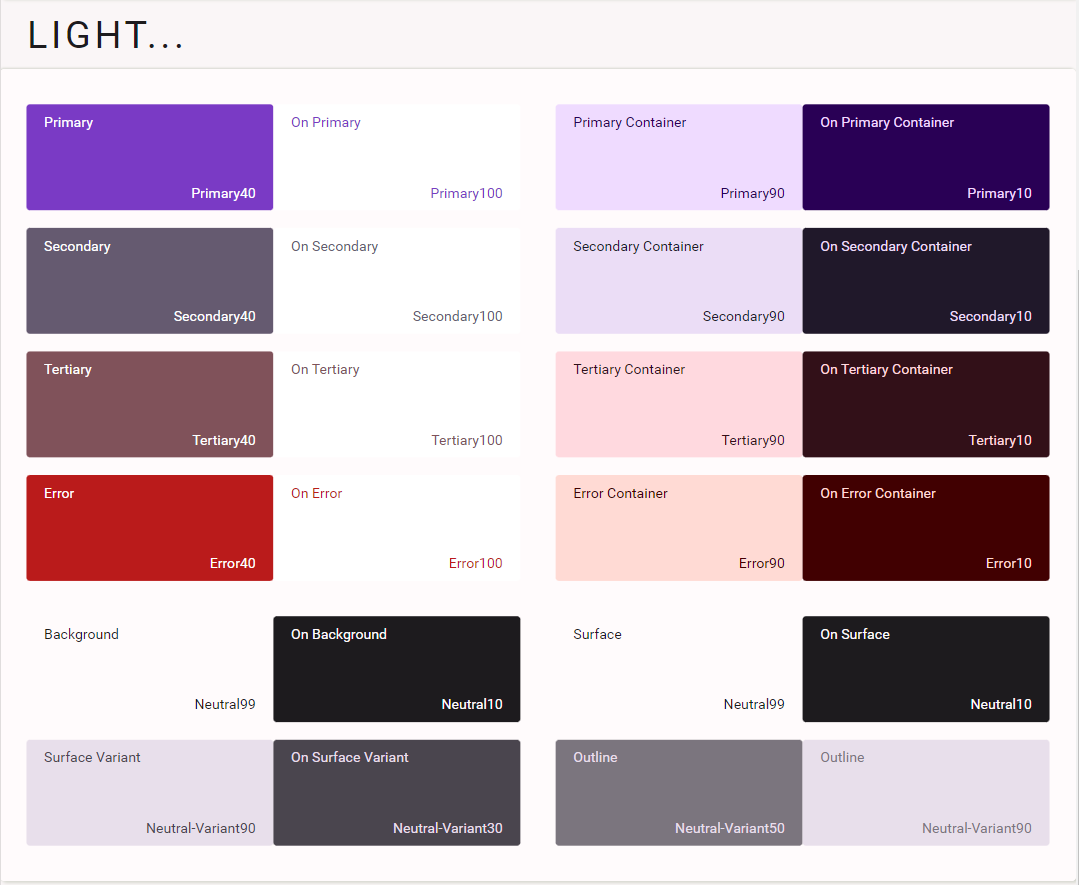 LIGHT...
Primary
Primary40
On Primary
Primary100
Primary Container
Primary90
On Primary Container
Primary10
Secondary
Secondary40
On Secondary
Secondary100
Secondary Container
Secondary90
On Secondary Container
Secondary10
Tertiary
Tertiary40
On Tertiary
Tertiary100
Tertiary Container
Tertiary90
On Tertiary Container
Tertiary10
Error
Error40
On Error
Error100
Error Container
Error90
On Error Container
Error10
Background
Neutral99
On Background
Neutral10
Surface
Neutral99
On Surface
Neutral10
Surface Variant
Neutral-Variant90
On Surface Variant
Neutral-Variant30
Outline
Neutral-Variant50
Outline
Neutral-Variant90